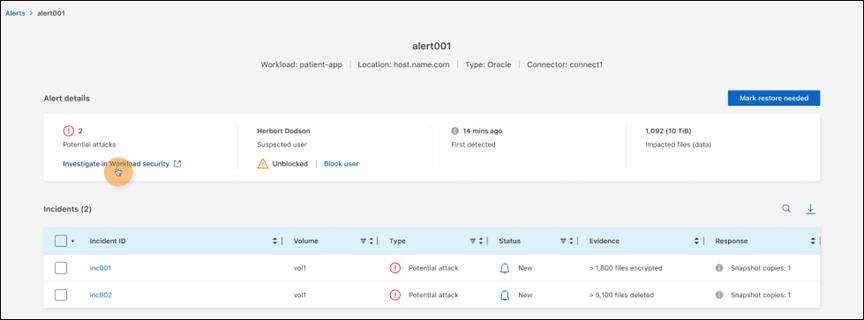 Alerts > alert001
alert001
Workload: patient-app | Location: host.name.com | Type: Oracle | Connector: connect1
Alert details
Mark restore needed
2
Potential attacks
Investigate in Workload security
Herbert Dodson
Suspected user
Unblocked | Block user
14 mins ago
First detected
1,092 (10 TiB)
Impacted files (data)
Incidents (2)
Incident ID Volume Type Status Evidence Response
inc001 vol1 Potential attack New > 1,800 files encrypted Snapshot copies: 1
inc002 vol1 Potential attack New > 5,100 files deleted Snapshot copies: 1